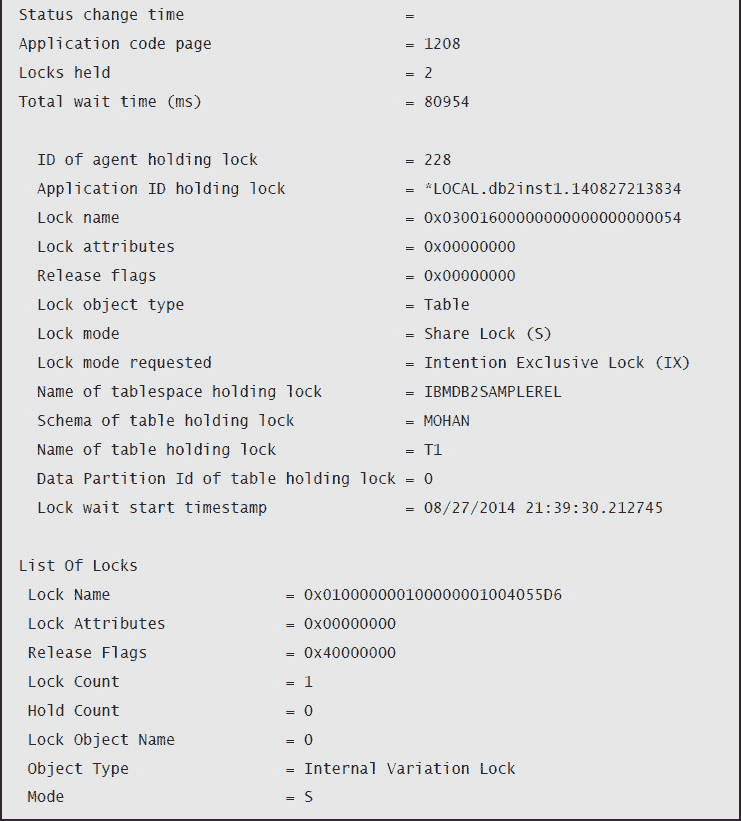 Status change time =
Application code page = 1208
Locks held = 2
Total wait time (ms) = 80954
ID of agent holding lock = 228
Application ID holding lock = *LOCAL.db2inst1.140827213834
Lock name = 0x03001600000000000000000054
Lock attributes = 0x00000000
Release flags = 0x00000000
Lock object type = Table
Lock mode = Share Lock (S)
Lock mode requested = Intention Exclusive Lock (IX)
Name of tablespace holding lock = IBMDB2SAMPLEREL
Schema of table holding lock = MOHAN
Name of table holding lock = T1
Data Partition Id of table holding lock = 0
Lock wait start timestamp = 08/27/2014 21:39:30.212745
List Of Locks
Lock Name = 0x010000000100000001004055D6
Lock Attributes = 0x00000000
Release Flags = 0x40000000
Lock Count = 1
Hold Count = 0
Lock Object Name = 0
Object Type = Internal Variation Lock
Mode = S